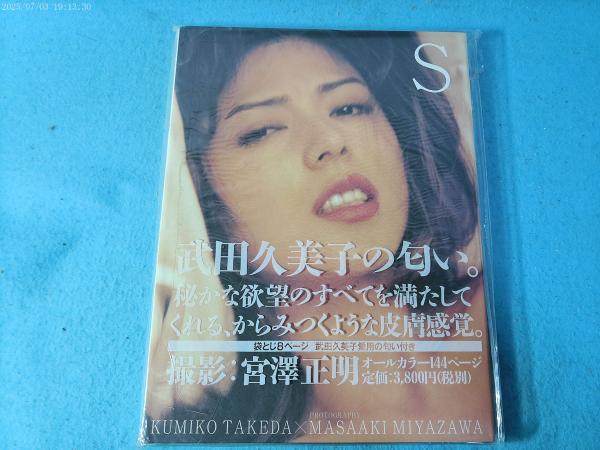 2025/07/03 19:13:30
S
武田久美子の匂い。
秘かな欲望のすべてを満たして
くれる、からみつくような皮膚感覚。
袋とじ8ページ 武田久美子愛用の匂い付き
撮影:宮澤正明
オールカラー144ページ
定価:3,800円(税別)
PHOTOGRAPHY
KUMIKO TAKEDA×MASAAKI MIYAZAWA